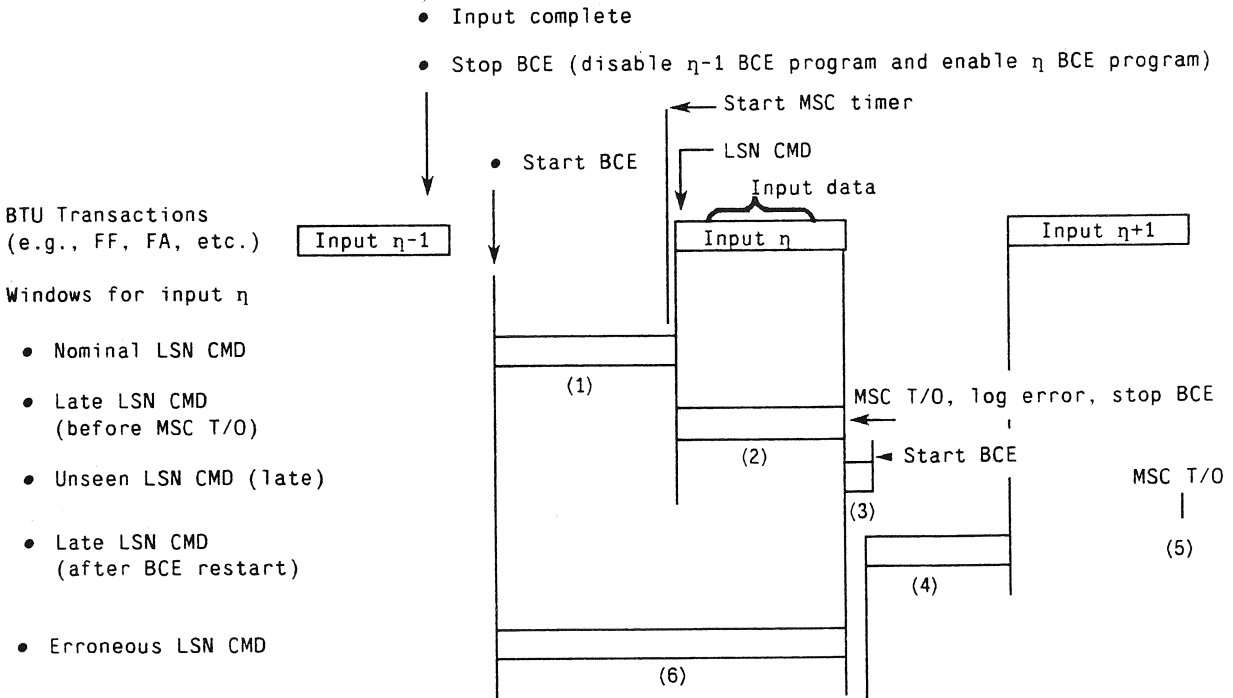 • Input complete
• Stop BCE (disable η-1 BCE program and enable η BCE program)
Start MSC timer
LSN CMD
• Start BCE
Input data
BTU Transactions
(e.g., FF, FA, etc.)
Input η-1
Input η
Input η+1
Windows for input η
• Nominal LSN CMD
(1)
• Late LSN CMD
(before MSC T/O)
MSC T/O, log error, stop BCE
(2)
Start BCE
• Unseen LSN CMD (late)
MSC T/O
(3)
• Late LSN CMD
(after BCE restart)
(5)
(4)
• Erroneous LSN CMD
(6)